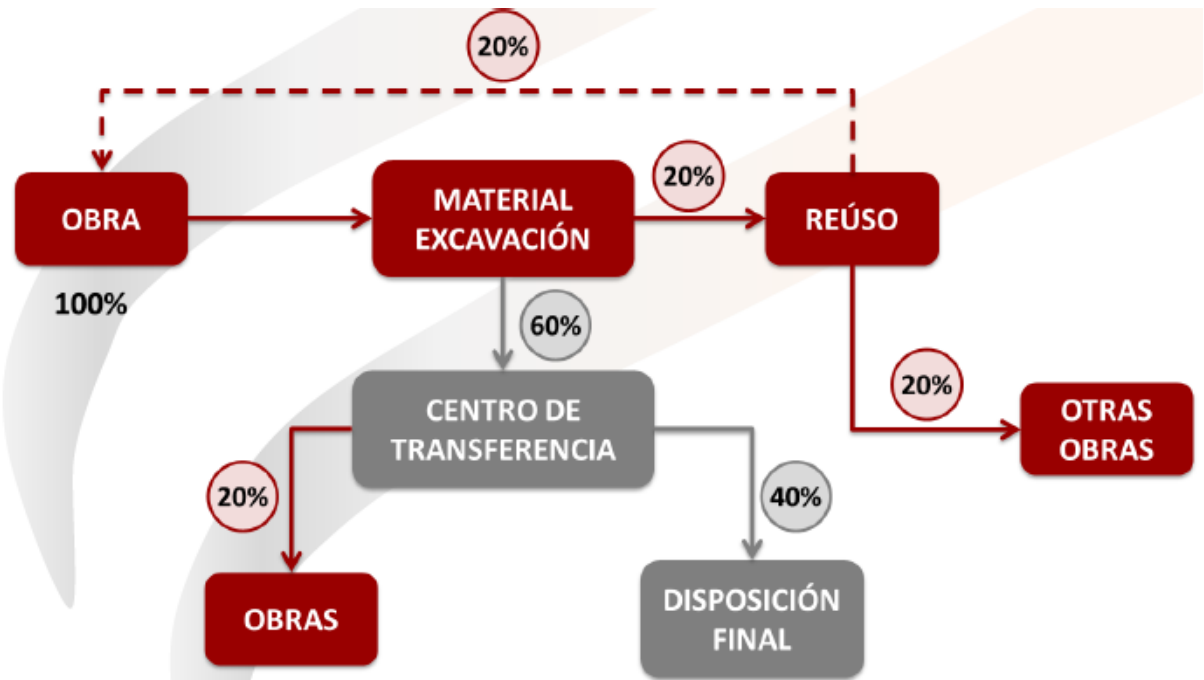 20%
OBRA
100%
MATERIAL
EXCAVACIÓN
20%
REÚSO
60%
CENTRO DE
TRANSFERENCIA
20%
OTRAS
OBRAS
20%
40%
OBRAS
DISPOSICIÓN
FINAL